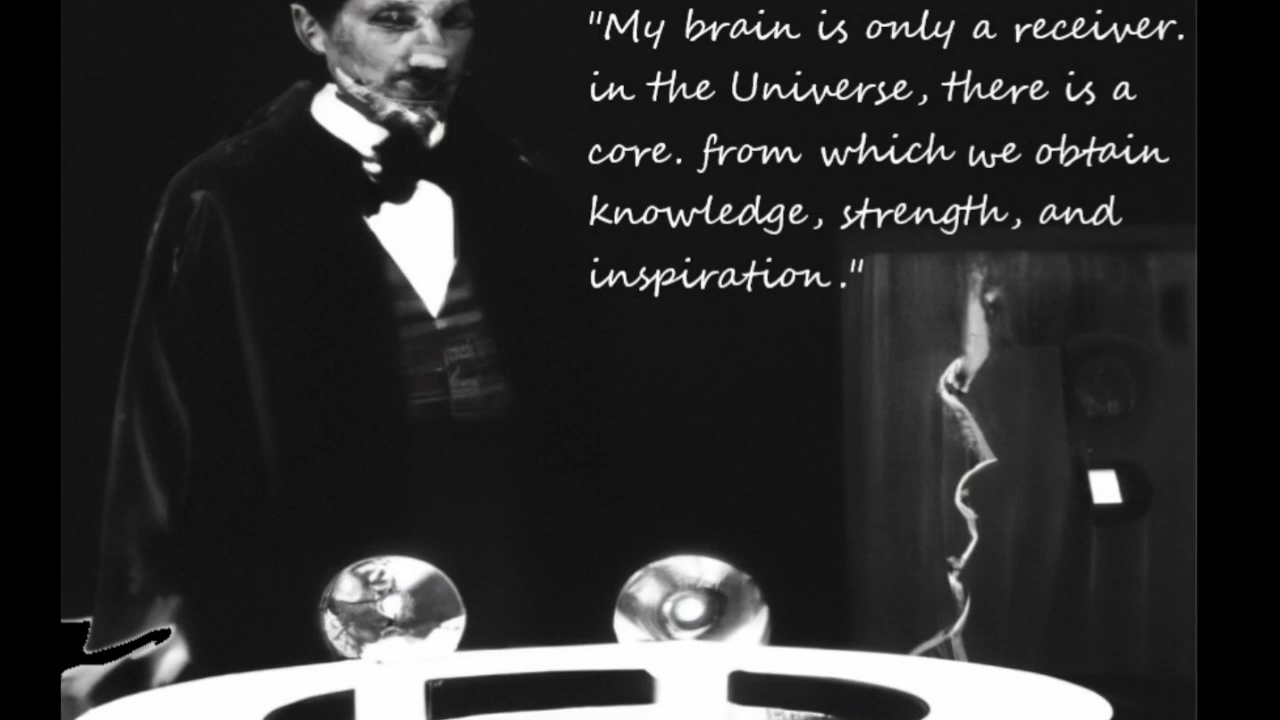 "My brain is only a receiver.
in the Universe, there is a
core. from which we obtain
knowledge, strength, and
inspiration."